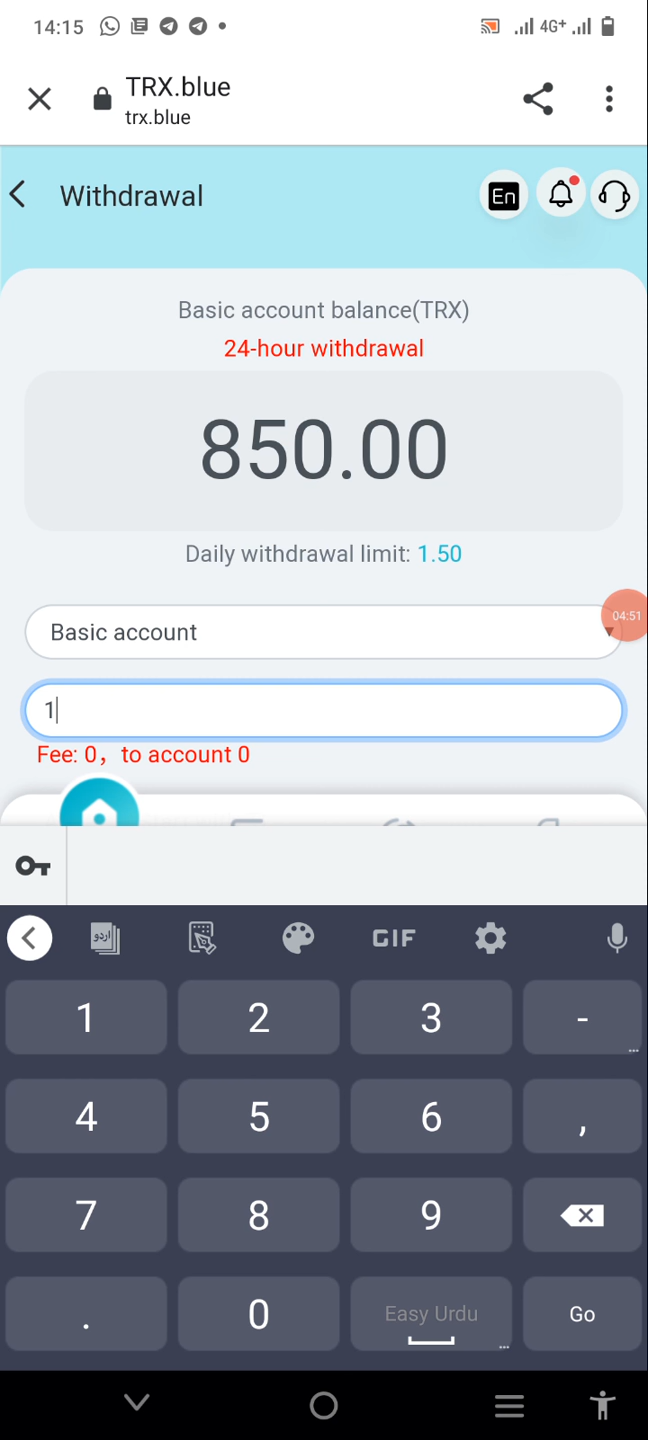 14:15
4G+
TRX.blue
trx.blue
Withdrawal
En
Basic account balance(TRX)
24-hour withdrawal
850.00
Daily withdrawal limit: 1.50
Basic account
04:51
1
Fee: 0，to account 0
اردو
GIF
1 2 3 -
4 5 6 ,
7 8 9
. 0 Easy Urdu Go